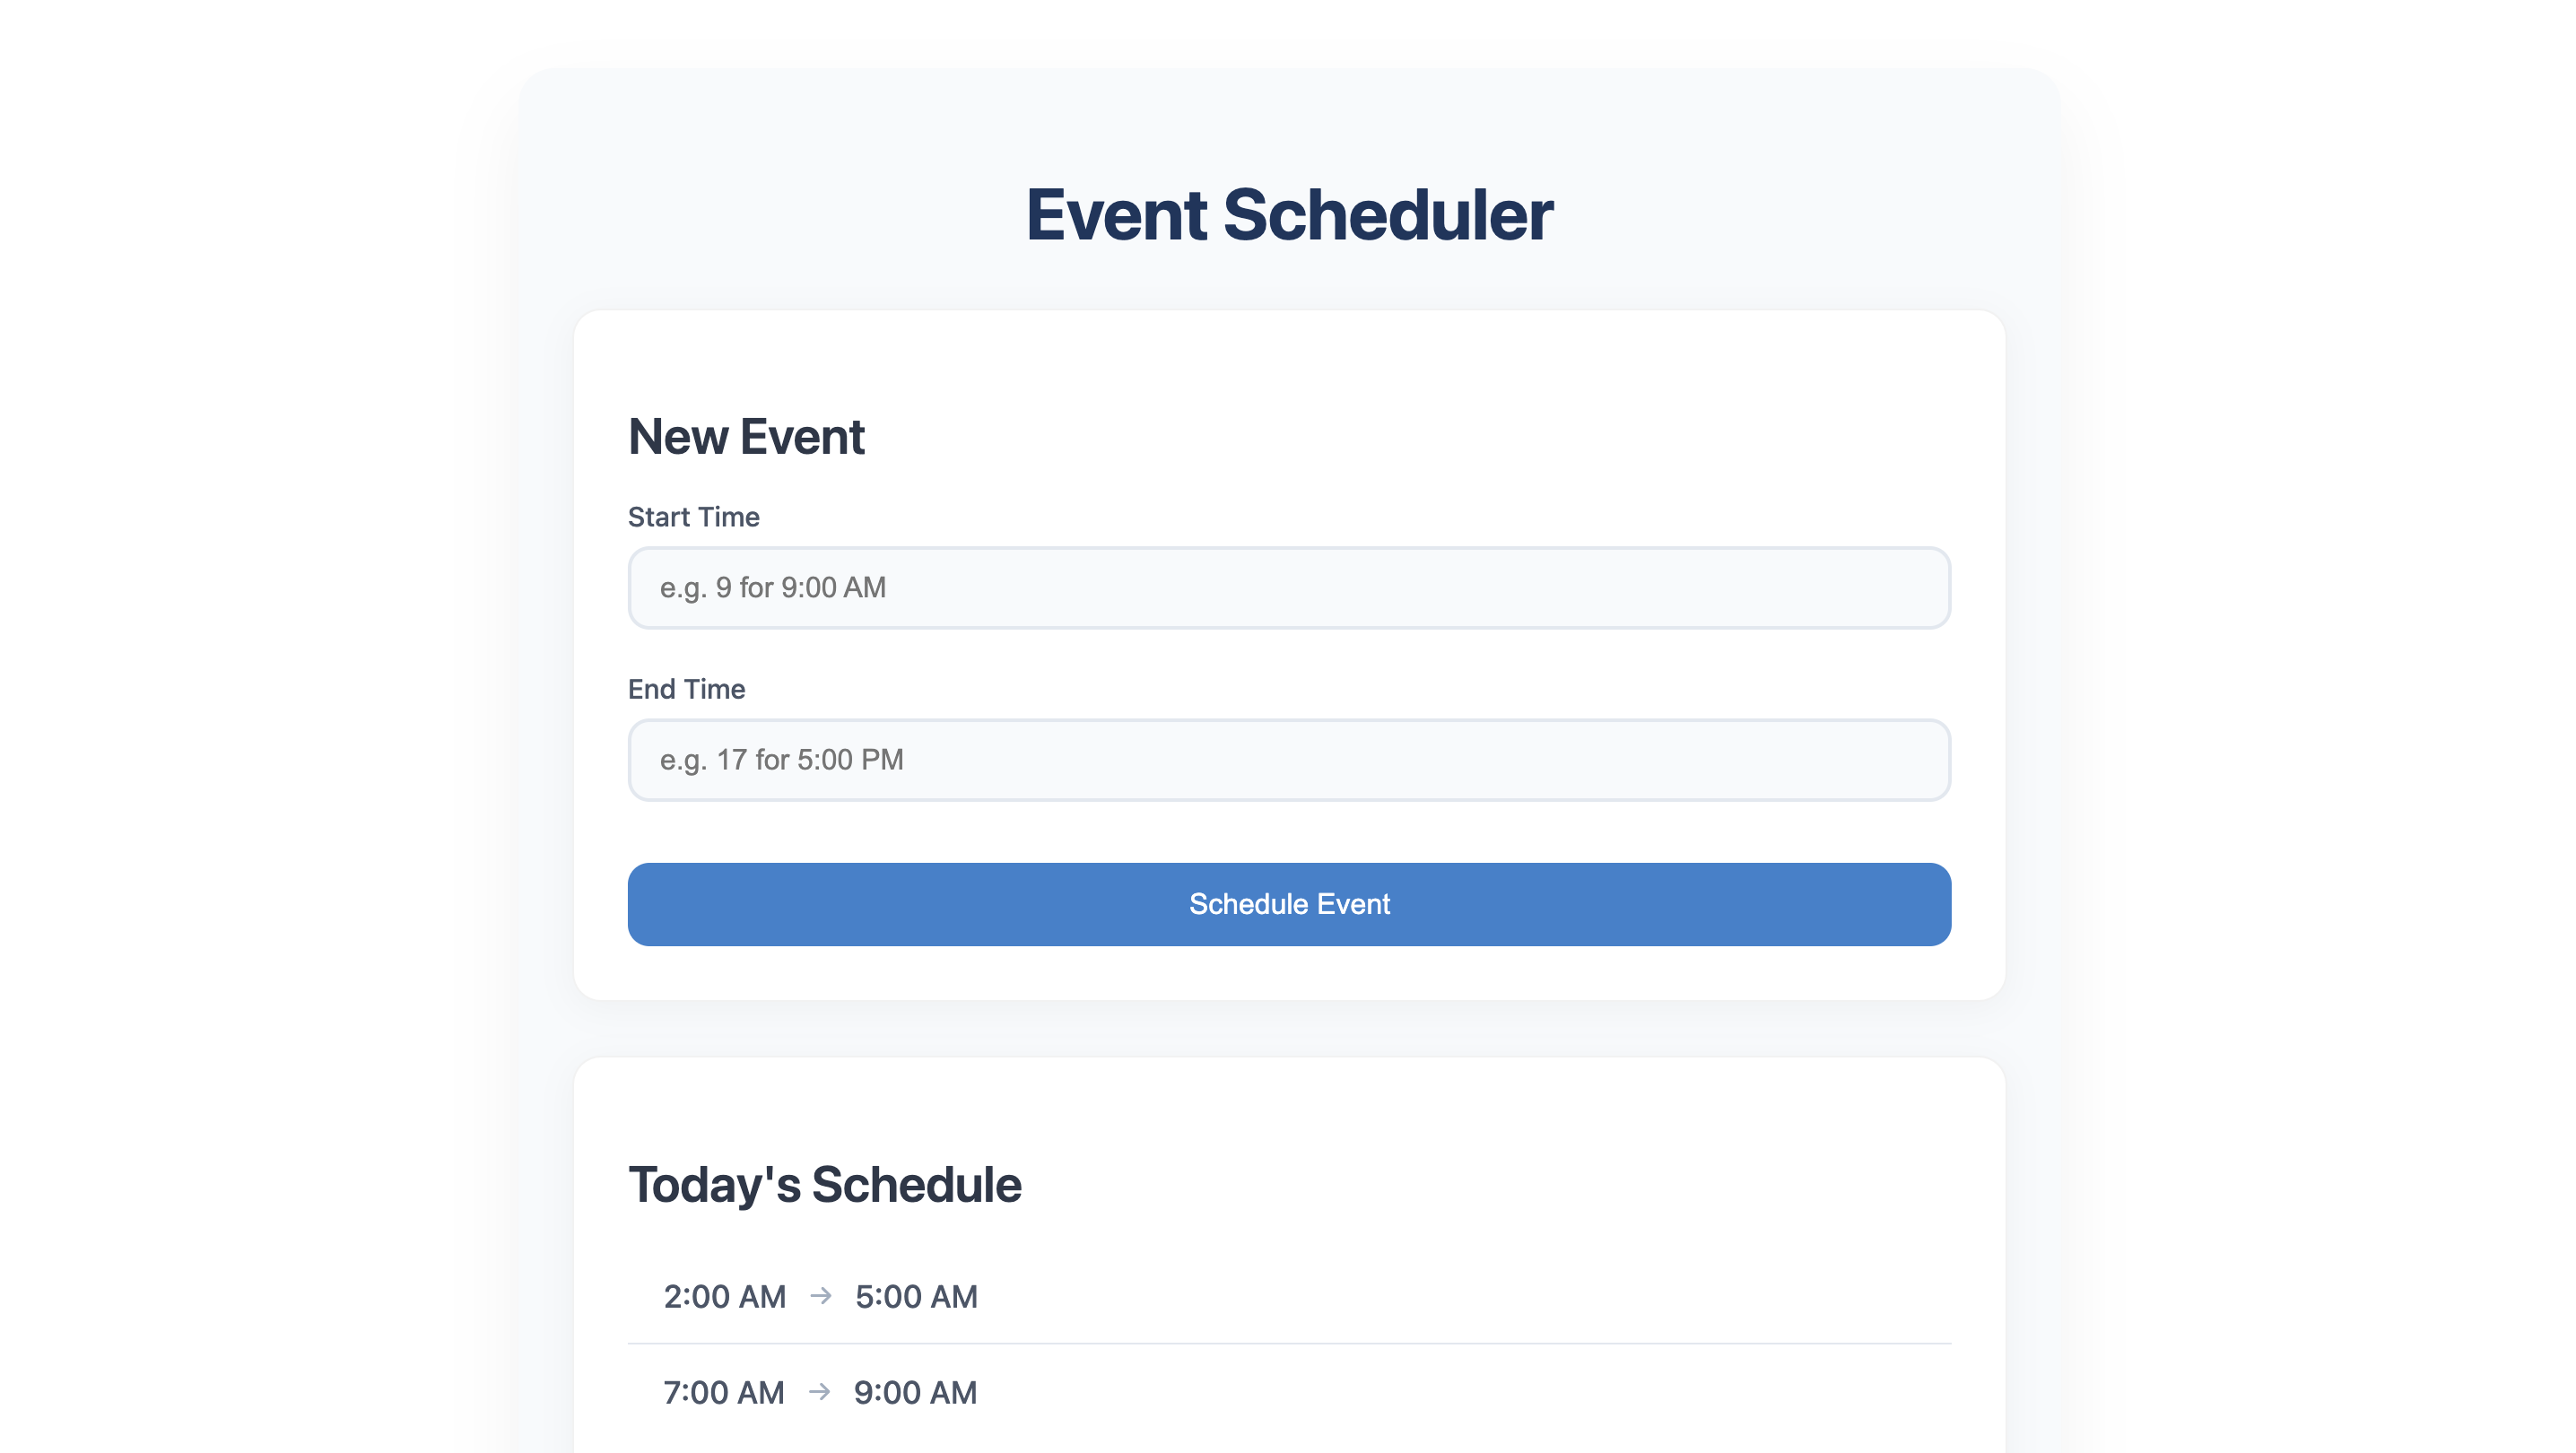 Event Scheduler
New Event
Start Time
e.g. 9 for 9:00 AM
End Time
e.g. 17 for 5:00 PM
Schedule Event
Today's Schedule
2:00 AM → 5:00 AM
7:00 AM → 9:00 AM